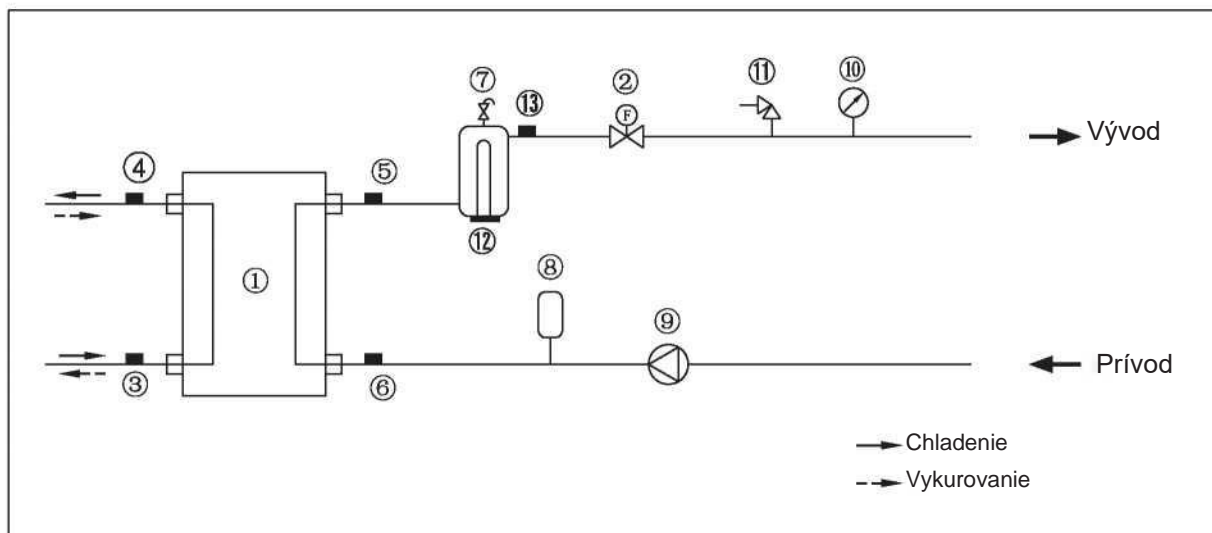 ⑦
⑬
②
F
⑪
⑩
Vývod
④
⑤
⑫
①
⑧
⑨
③
⑥
Prívod
Chladenie
Vykurovanie